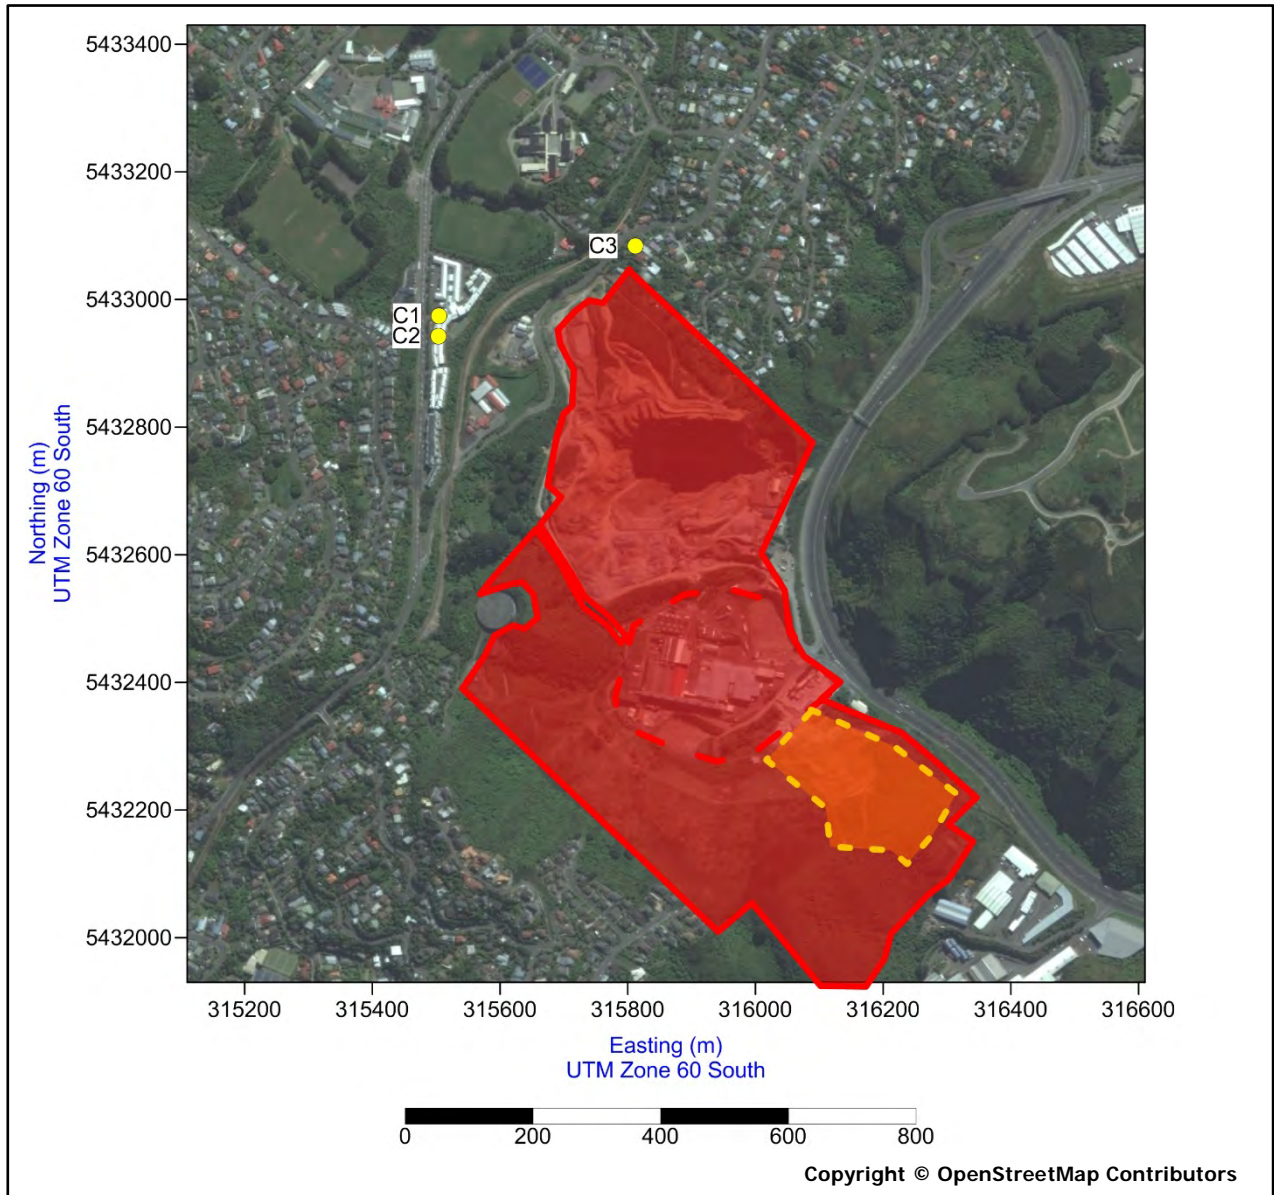 5433400
5433200
C3
5433000
C1
C2
5432800
Northing (m)
UTM Zone 60 South
5432600
5432400
5432200
5432000
315200 315400 315600 315800 316000 316200 316400 316600
Easting (m)
UTM Zone 60 South
0 200 400 600 800
Copyright © OpenStreetMap Contributors